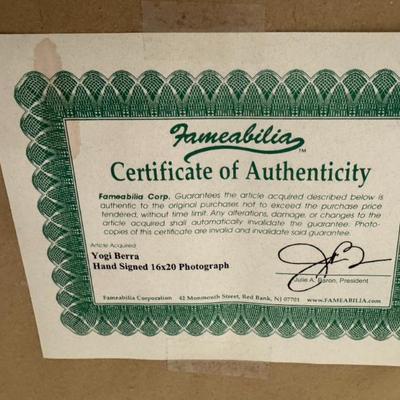 Fameabilia TM
Certificate of Authenticity
Fameabilia Corp. Guarantees the article acquired described below is
authentic to the original purchaser, not to exceed the purchase price
tendered, without time limit. Any alterations, damage, or changes to the
article acquired shall automatically invalidate the guarantee. Photo-
copies of this certificate are invalid and invalidate said guarantee.
Article Acquired
Yogi Berra
Hand Signed 16x20 Photograph
Julie A. Baron, President
Fameabilia Corporation 42 Monmouth Street, Red Bank, NJ 07701 www.FAMEABILIA.com